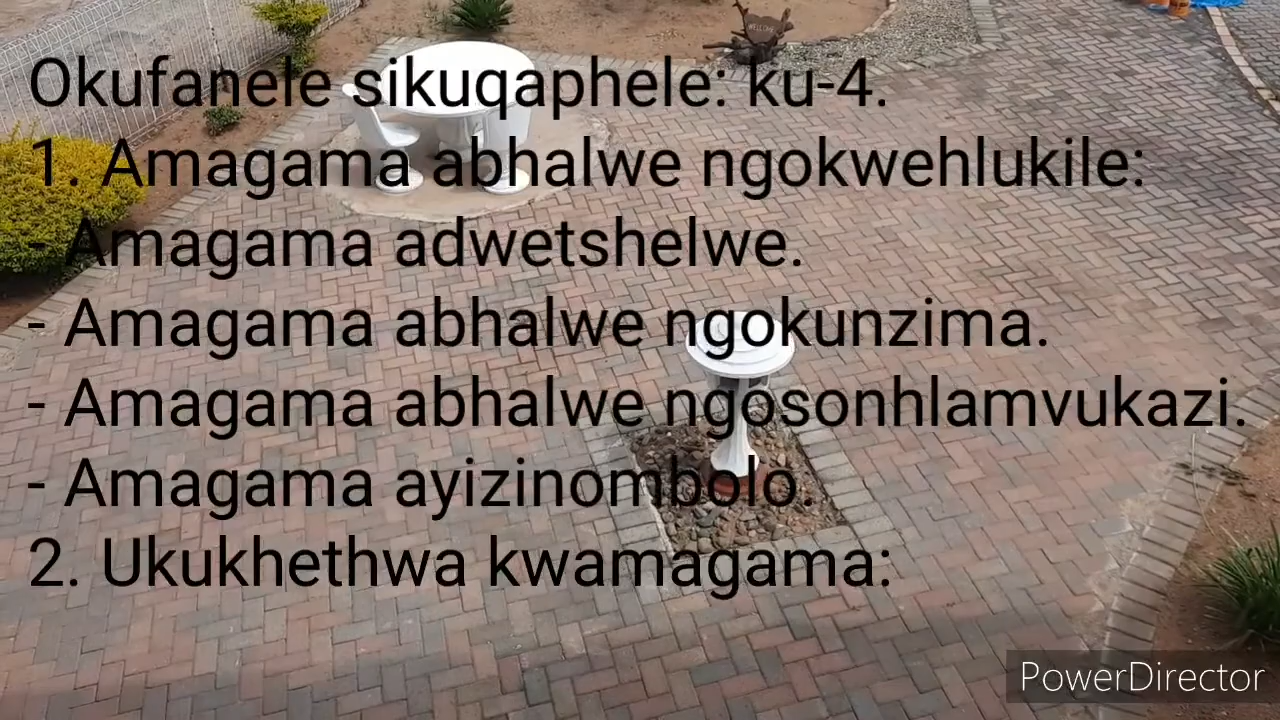 WELCOME
Okufanele sikuqaphele: ku-4.
1. Amagama abhalwe ngokwehlukile:
- Amagama adwetshelwe.
- Amagama abhalwe ngokunzima.
- Amagama abhalwe ngosonhlamvukazi.
- Amagama ayizinombolo.
2. Ukukhethwa kwamagama:
PowerDirector